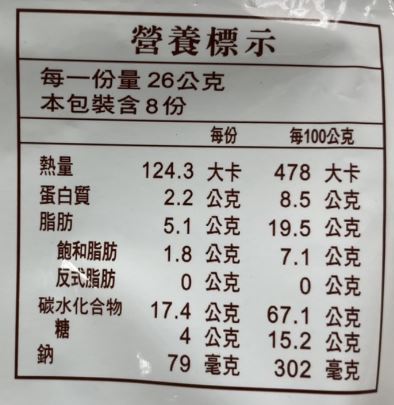 營養標示
每一份量 26公克
本包裝含 8 份
每份 每100公克
熱量 124.3 大卡 478 大卡
蛋白質 2.2 公克 8.5 公克
脂肪 5.1 公克 19.5 公克
飽和脂肪 1.8 公克 7.1 公克
反式脂肪 0 公克 0 公克
碳水化合物 17.4 公克 67.1 公克
糖 4 公克 15.2 公克
鈉 79 毫克 302 毫克